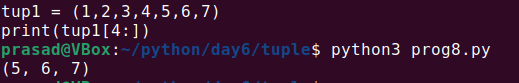 tup1 = (1,2,3,4,5,6,7)
print(tup1[4:])
prasad@VBox:~/python/day6/tuple$ python3 prog8.py
(5, 6, 7)